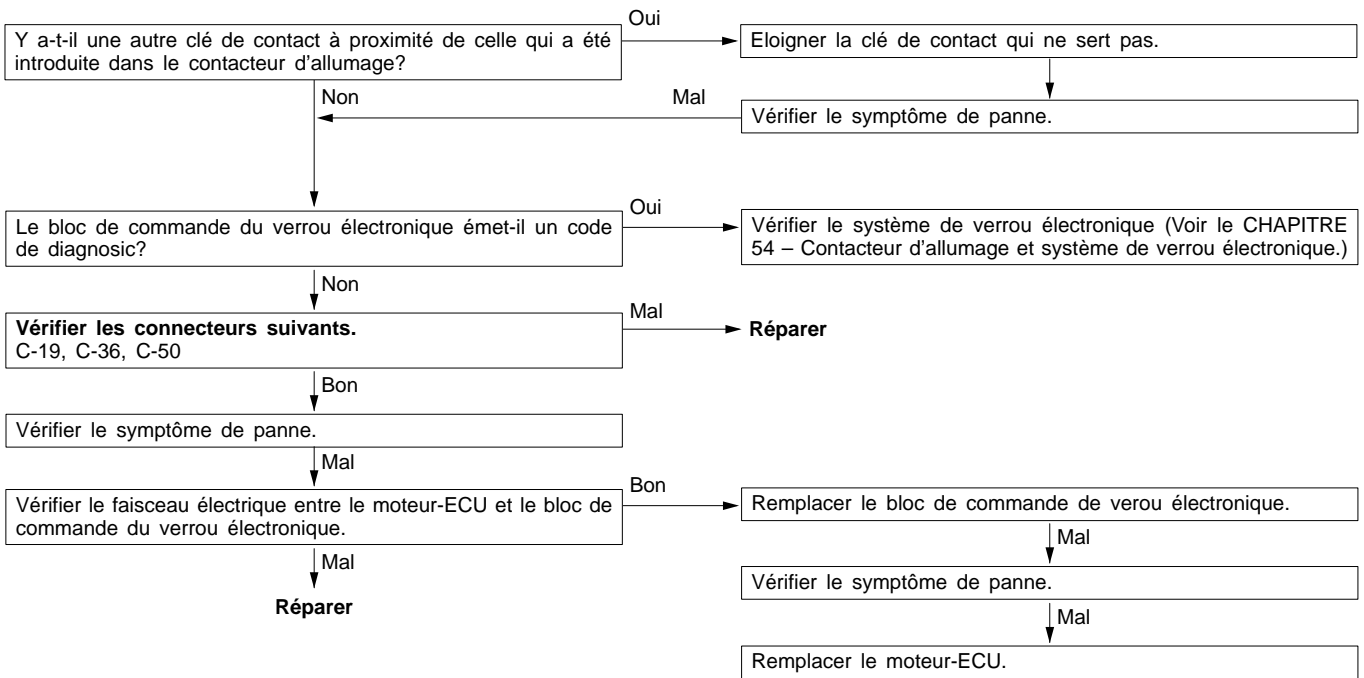 Oui
Y a-t-il une autre clé de contact à proximité de celle qui a été
introduite dans le contacteur d'allumage?
Eloigner la clé de contact qui ne sert pas.
Non
Mal
Vérifier le symptôme de panne.
Le bloc de commande du verrou électronique émet-il un code
de diagnosic?
Oui
Vérifier le système de verrou électronique (Voir le CHAPITRE
54 – Contacteur d'allumage et système de verrou électronique.)
Non
Vérifier les connecteurs suivants.
C-19, C-36, C-50
Mal
Réparer
Bon
Vérifier le symptôme de panne.
Mal
Vérifier le faisceau électrique entre le moteur-ECU et le bloc de
commande du verrou électronique.
Bon
Remplacer le bloc de commande de verou électronique.
Mal
Mal
Réparer
Vérifier le symptôme de panne.
Mal
Remplacer le moteur-ECU.